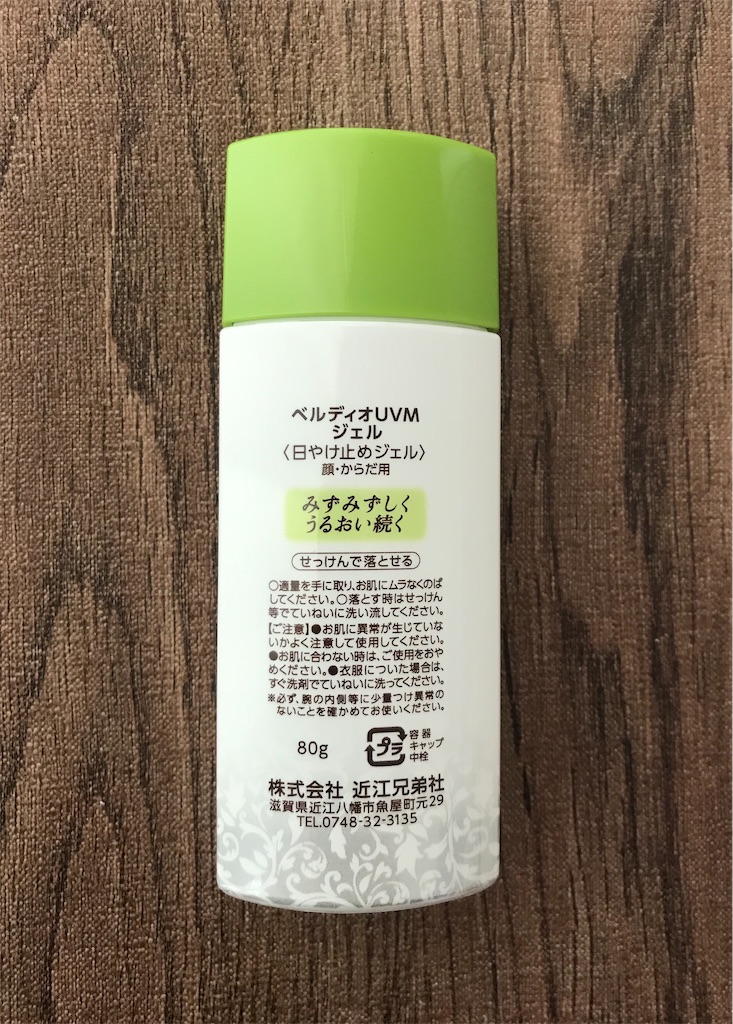 ベルディオUVM
ジェル
〈日やけ止めジェル〉
顔・からだ用
みずみずしく
うるおい続く
せっけんで落とせる
○適量を手に取り、お肌にムラなくのば
してください。○落とす時はせっけん
等でていねいに洗い流してください。
【ご注意】●お肌に異常が生じていな
いかよく注意して使用してください。
●お肌に合わない時は、ご使用をおや
めください。●衣服についた場合は、
すぐ洗剤でていねいに洗ってください。
※必ず、腕の内側等に少量つけ異常の
ないことを確かめてお使いください。
80g
プラ
容器
キャップ
中栓
株式会社 近江兄弟社
滋賀県近江八幡市魚屋町元29
TEL.0748-32-3135